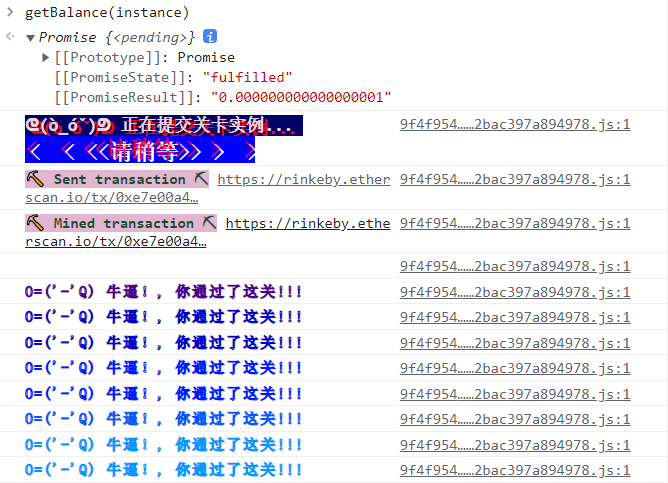 getBalance(instance)
Promise {<pending>} i
[[Prototype]]: Promise
[[PromiseState]]: "fulfilled"
[[PromiseResult]]: "0.000000000000000001"
ლ(ò_óˇ)ლ 正在提交关卡实例... 9f4f954……2bac397a894978.js:1
< < <<请稍等>> > >
Sent transaction https://rinkeby.ether 9f4f954……2bac397a894978.js:1
scan.io/tx/0xe7e00a4…
Mined transaction https://rinkeby.ethe 9f4f954……2bac397a894978.js:1
rscan.io/tx/0xe7e00a4…
9f4f954……2bac397a894978.js:1
O=('-'Q) 牛逼!, 你通过了这关!!! 9f4f954……2bac397a894978.js:1
O=('-'Q) 牛逼!, 你通过了这关!!! 9f4f954……2bac397a894978.js:1
O=('-'Q) 牛逼!, 你通过了这关!!! 9f4f954……2bac397a894978.js:1
O=('-'Q) 牛逼!, 你通过了这关!!! 9f4f954……2bac397a894978.js:1
O=('-'Q) 牛逼!, 你通过了这关!!! 9f4f954……2bac397a894978.js:1
O=('-'Q) 牛逼!, 你通过了这关!!! 9f4f954……2bac397a894978.js:1
O=('-'Q) 牛逼!, 你通过了这关!!! 9f4f954……2bac397a894978.js:1
O=('-'Q) 牛逼!, 你通过了这关!!! 9f4f954……2bac397a894978.js:1